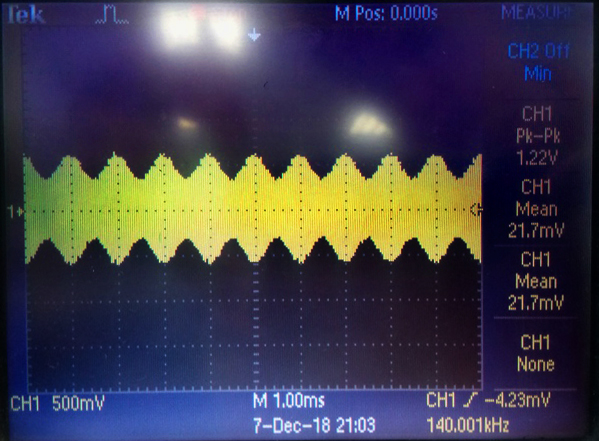 Tek M Pos: 0.000s MEASURE
CH2 Off
Min
CH1
Pk-Pk
1.22V
CH1
Mean
21.7mV
CH1
Mean
21.7mV
CH1
None
1
CH1 500mV M 1.00ms CH1 -4.23mV
7-Dec-18 21:03 140.001kHz